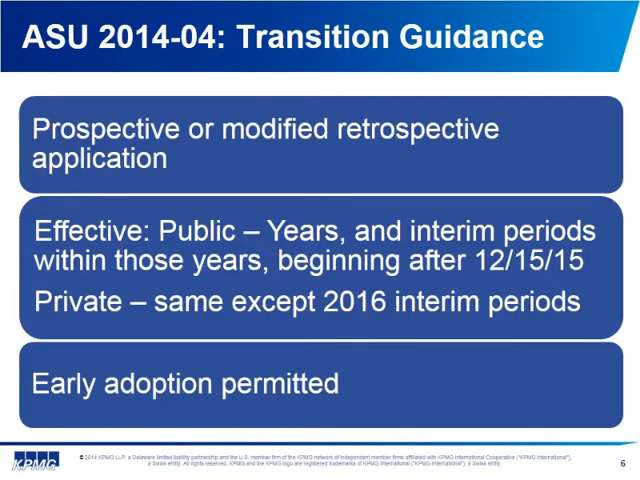 ASU 2014-04: Transition Guidance
Prospective or modified retrospective
application
Effective: Public – Years, and interim periods
within those years, beginning after 12/15/15
Private – same except 2016 interim periods
Early adoption permitted
KPMG
© 2014 KPMG LLP, a Delaware limited liability partnership and the U.S. member firm of the KPMG network of independent member firms affiliated with KPMG International Cooperative ("KPMG International"),
a Swiss entity. All rights reserved. KPMG and the KPMG logo are registered trademarks of KPMG International ("KPMG International"), a Swiss entity.
6